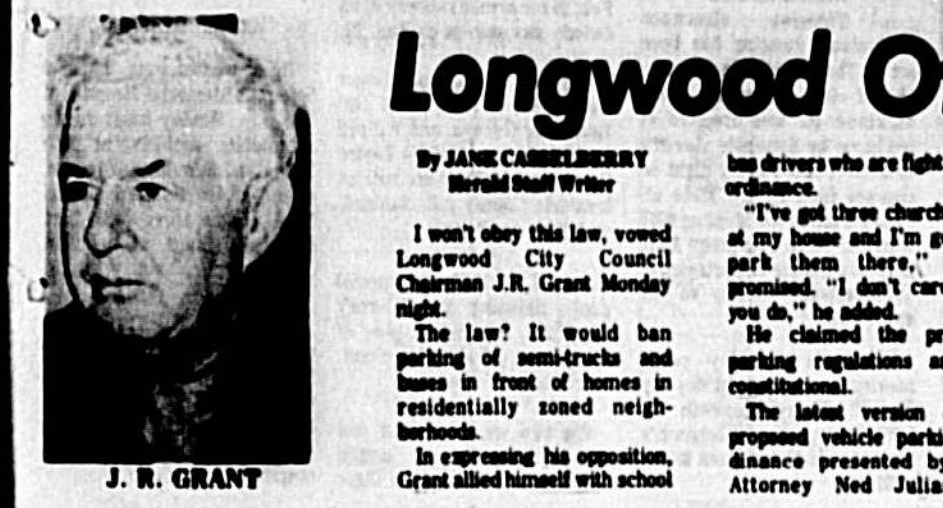 Longwood O
By JANE CASSELBERRY
Herald Staff Writer
I won't obey this law, vowed
Longwood City Council
Chairman J.R. Grant Monday
night.
The law? It would ban
parking of semi-trucks and
buses in front of homes in
residentially zoned neigh-
borhoods.
In expressing his opposition,
Grant allied himself with school
bus drivers who are fight
ordinance.
"I've got three church
at my house and I'm g
park them there,"
promised. "I don't care
you do," he added.
He claimed the pr
parking regulations a
constitutional.
The latest version
proposed vehicle parki
dinance presented by
Attorney Ned Julia
J. R. GRANT